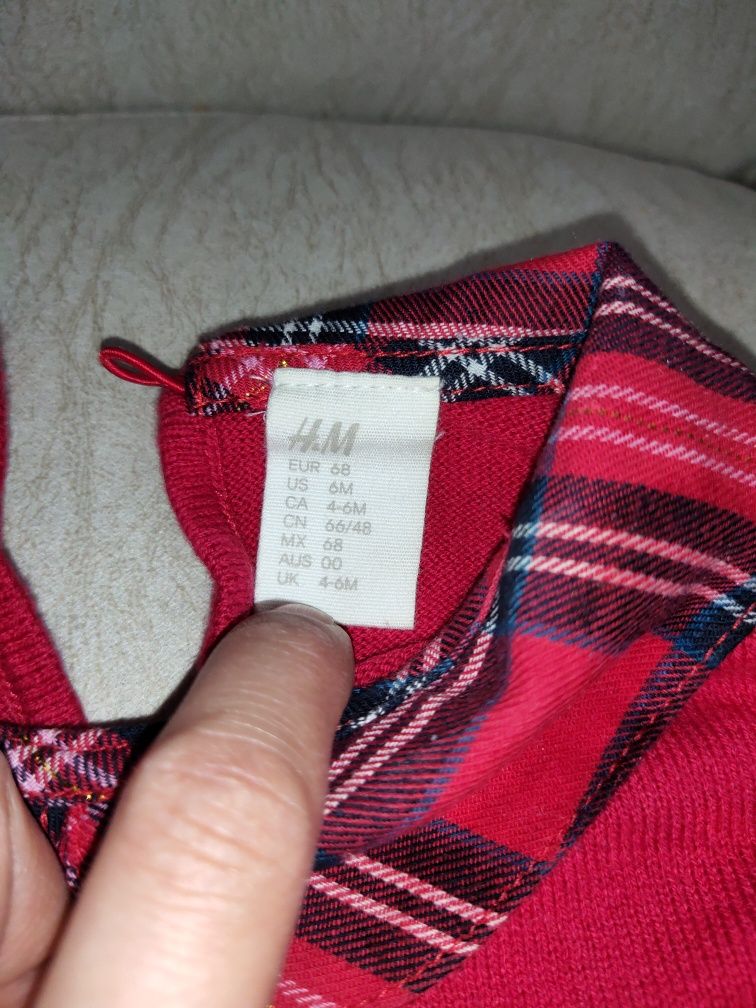 H&M
EUR 68
US 6M
CA 4-6M
CN 66/48
MX 68
AUS 00
UK 4-6M